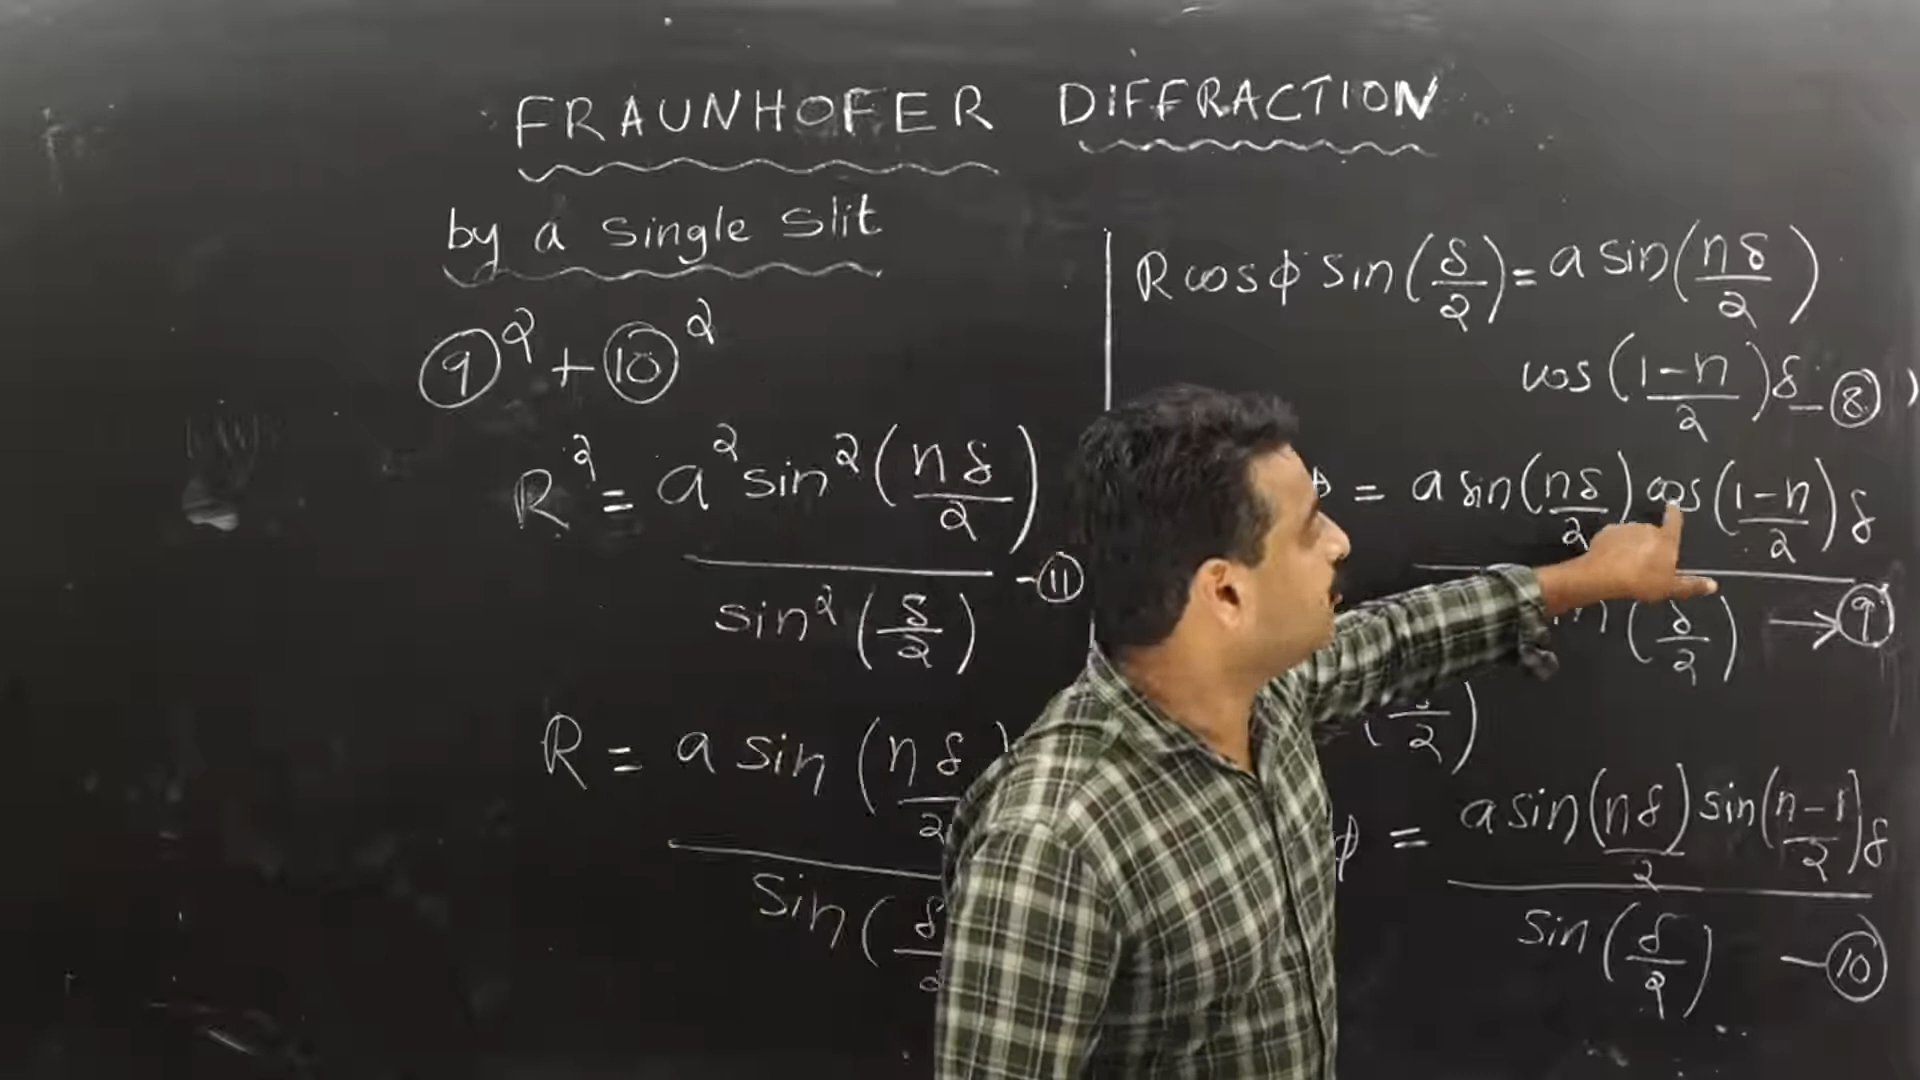 FRAUNHOFER DIFFRACTION
by a single slit
⑨² + ⑩²
R² = a² sin² (nδ/2)
sin² (δ/2) - ⑪
R = a sin (nδ/2
Sin (δ
R cos ϕ sin (δ/2) = a sin (nδ/2)
cos (1-n/2) δ - ⑧
= a sin (nδ/2) cos (1-n/2) δ
(δ/2) → ⑨
/2)
ϕ = a sin (nδ/2) sin (n-1/2) δ
Sin (δ/2) - ⑩